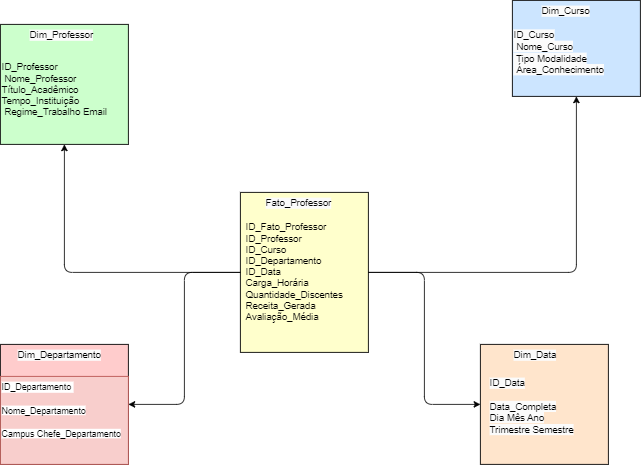 Dim_Professor
ID_Professor
Nome_Professor
Título_Acadêmico
Tempo_Instituição
Regime_Trabalho Email
Dim_Curso
ID_Curso
Nome_Curso
Tipo Modalidade
Área_Conhecimento
Fato_Professor
ID_Fato_Professor
ID_Professor
ID_Curso
ID_Departamento
ID_Data
Carga_Horária
Quantidade_Discentes
Receita_Gerada
Avaliação_Média
Dim_Departamento
ID_Departamento
Nome_Departamento
Campus Chefe_Departamento
Dim_Data
ID_Data
Data_Completa
Dia Mês Ano
Trimestre Semestre